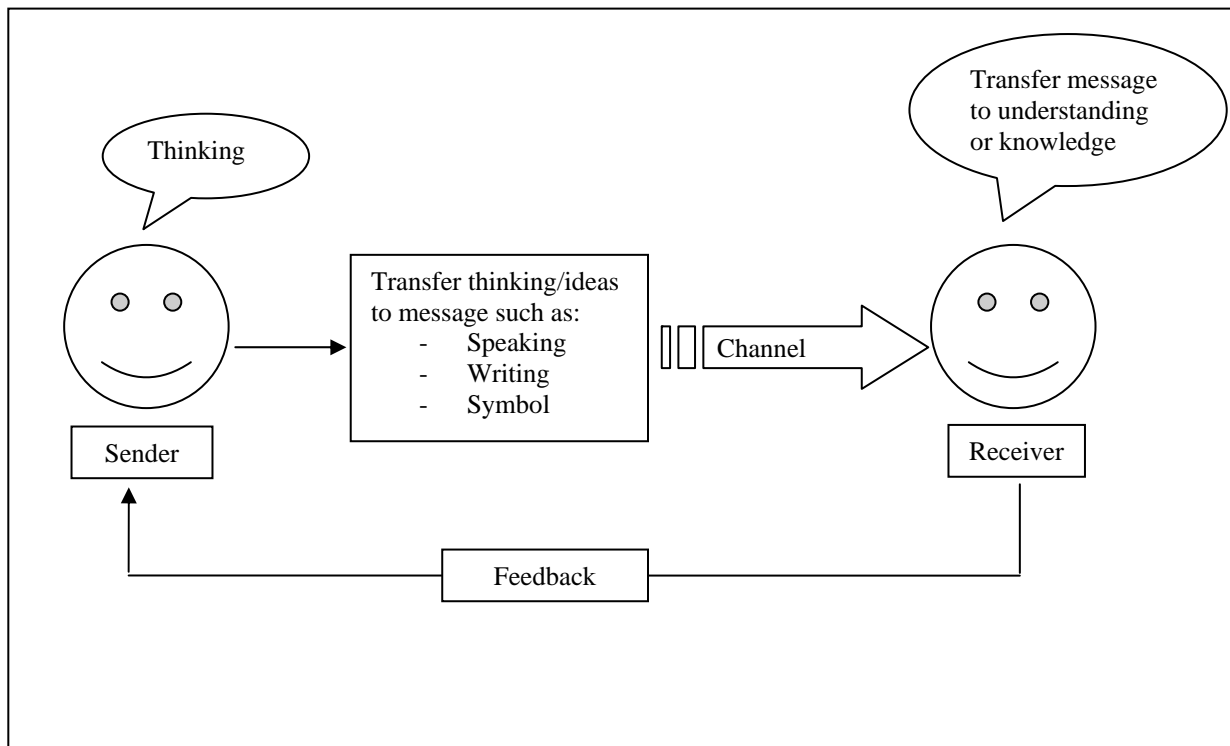 Thinking
Transfer message
to understanding
or knowledge
Transfer thinking/ideas
to message such as:
- Speaking
- Writing
- Symbol
Channel
Sender
Receiver
Feedback